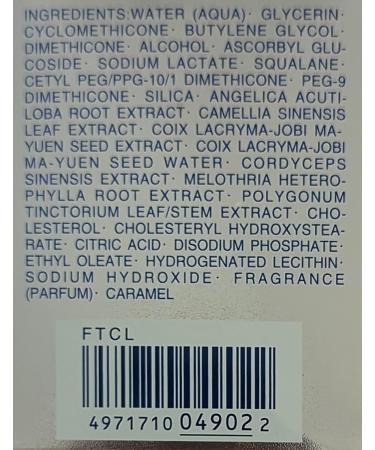 INGREDIENTS:WATER (AQUA)· GLYCERIN·
CYCLOMETHICONE· BUTYLENE GLYCOL·
DIMETHICONE· ALCOHOL· ASCORBYL GLU-
COSIDE· SODIUM LACTATE· SQUALANE·
CETYL PEG/PPG-10/1 DIMETHICONE· PEG-9
DIMETHICONE· SILICA· ANGELICA ACUTI-
LOBA ROOT EXTRACT· CAMELLIA SINENSIS
LEAF EXTRACT· COIX LACRYMA-JOBI MA-
YUEN SEED EXTRACT· COIX LACRYMA-JOBI
MA-YUEN SEED WATER· CORDYCEPS
SINENSIS EXTRACT· MELOTHRIA HETERO-
PHYLLA ROOT EXTRACT· POLYGONUM
TINCTORIUM LEAF/STEM EXTRACT· CHO-
LESTEROL· CHOLESTERYL HYDROXYSTEA-
RATE· CITRIC ACID· DISODIUM PHOSPHATE·
ETHYL OLEATE· HYDROGENATED LECITHIN·
SODIUM HYDROXIDE· FRAGRANCE
(PARFUM)· CARAMEL
FTCL
4971710 04902 2